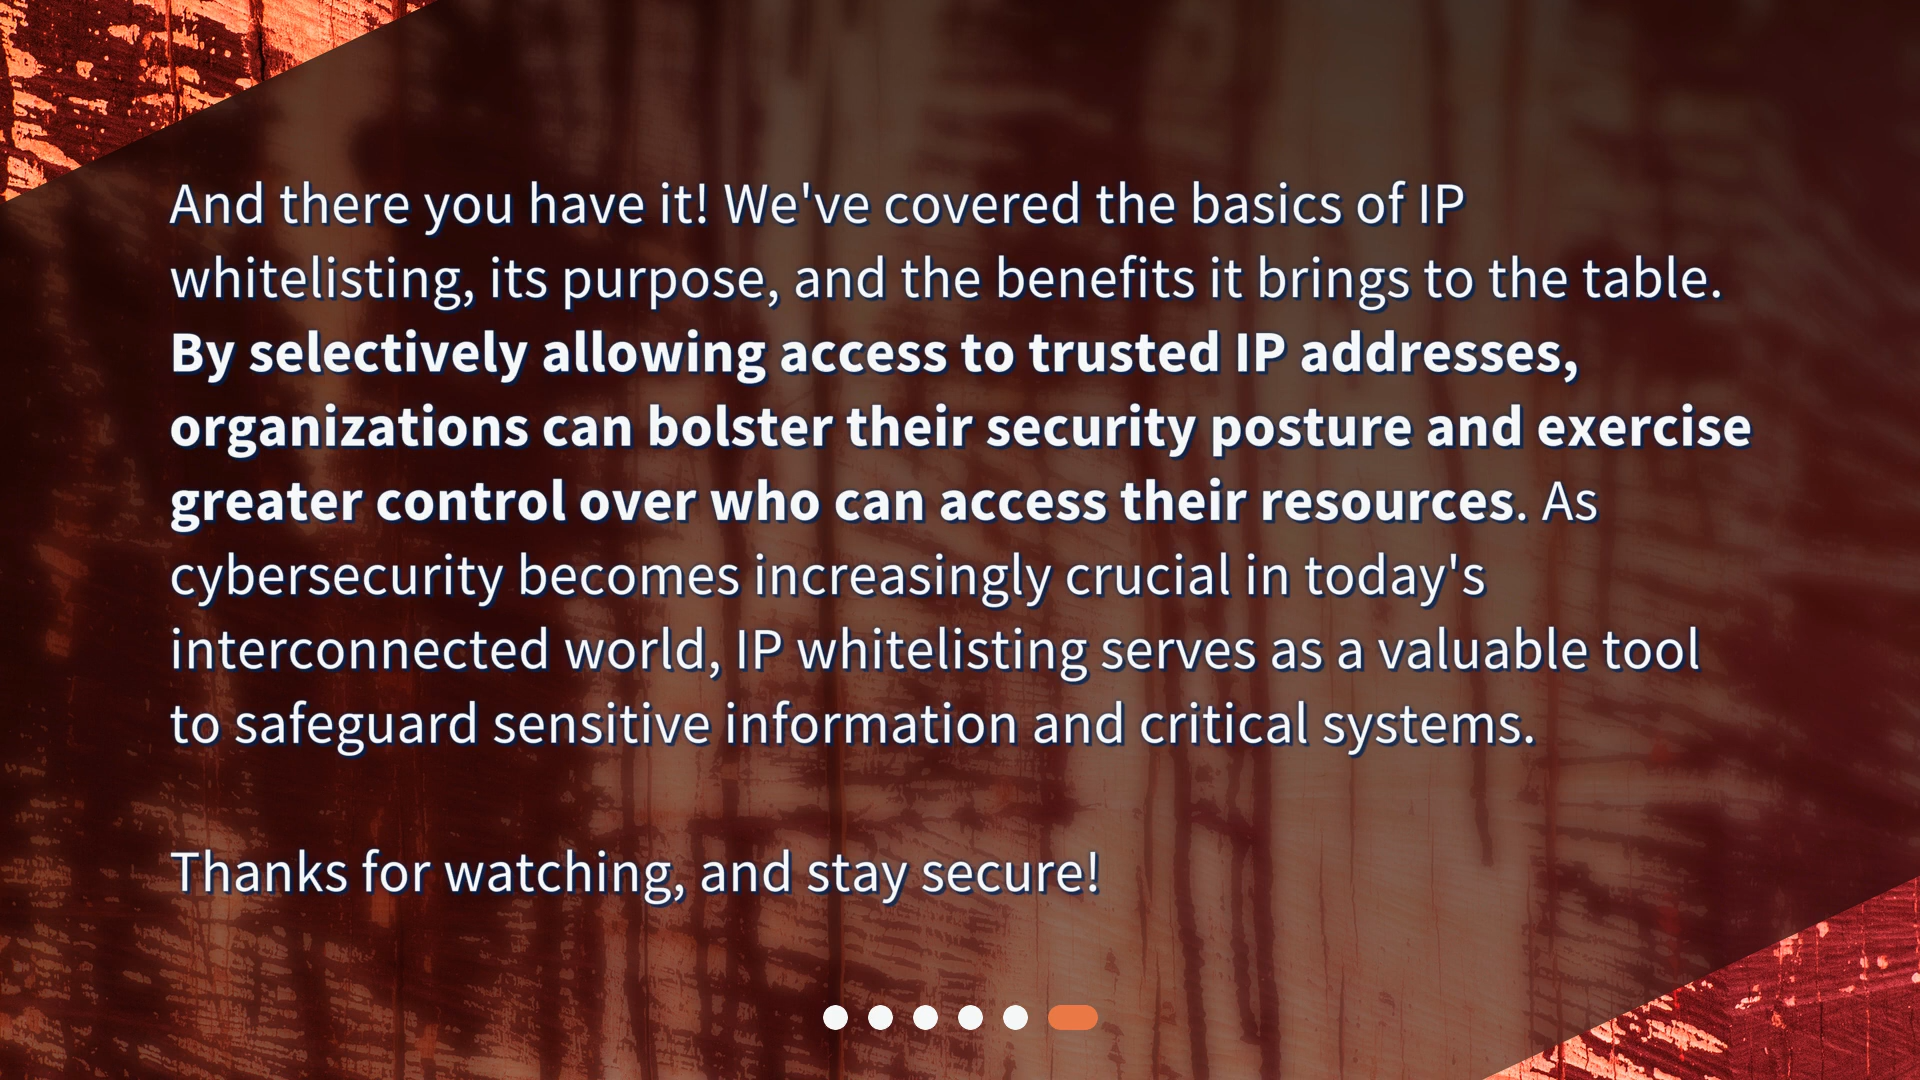 And there you have it! We've covered the basics of IP
whitelisting, its purpose, and the benefits it brings to the table.
By selectively allowing access to trusted IP addresses,
organizations can bolster their security posture and exercise
greater control over who can access their resources. As
cybersecurity becomes increasingly crucial in today's
interconnected world, IP whitelisting serves as a valuable tool
to safeguard sensitive information and critical systems.
Thanks for watching, and stay secure!